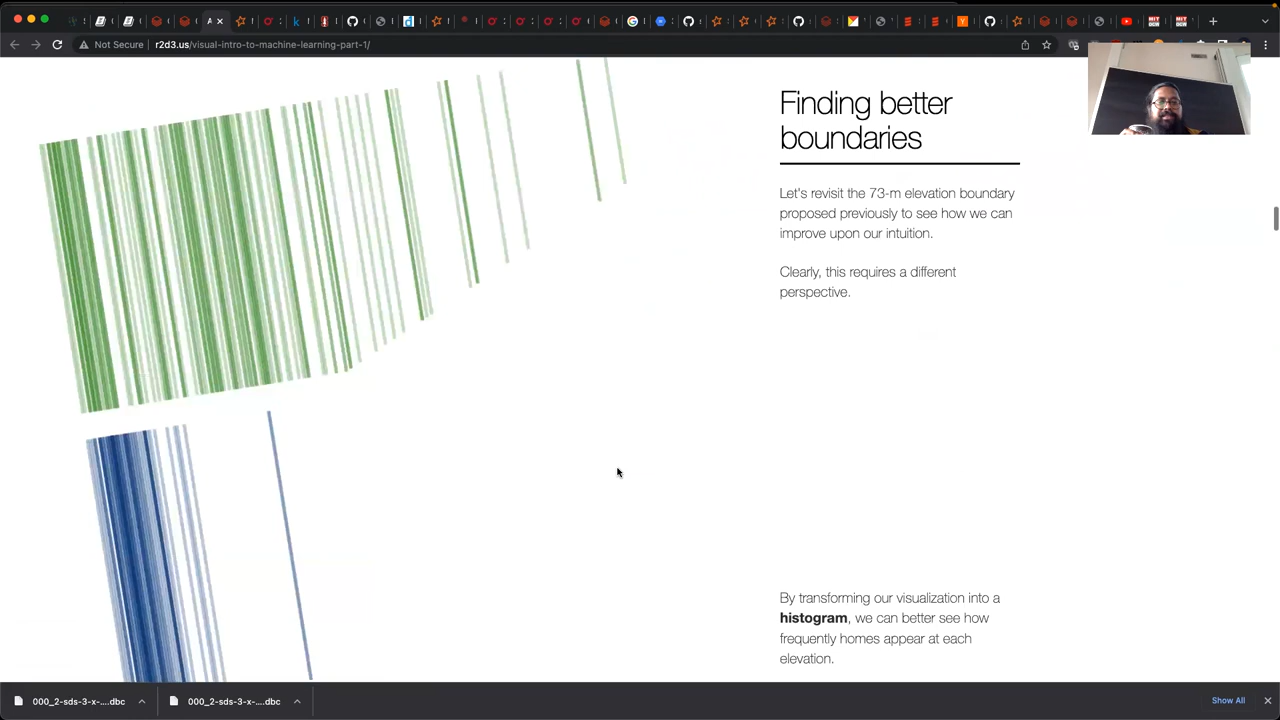 Not Secure
r2d3.us/visual-intro-to-machine-learning-part-1/
Finding better
boundaries
Let's revisit the 73-m elevation boundary
proposed previously to see how we can
improve upon our intuition.
Clearly, this requires a different
perspective.
By transforming our visualization into a
histogram, we can better see how
frequently homes appear at each
elevation.
000_2-sds-3-x-....dbc
000_2-sds-3-x-....dbc
Show All